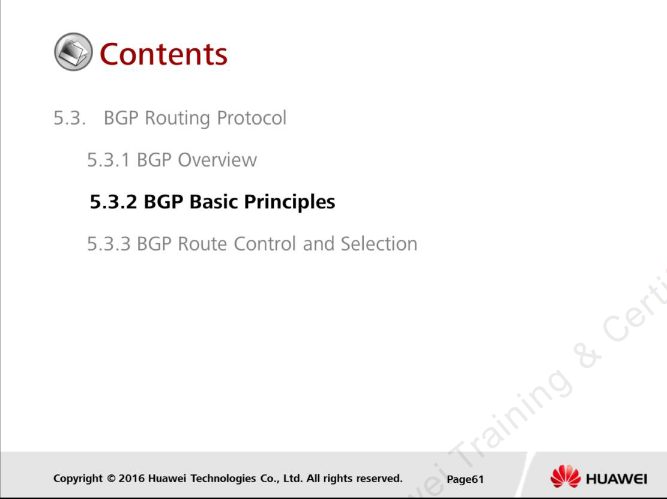 Contents
5.3. BGP Routing Protocol
5.3.1 BGP Overview
5.3.2 BGP Basic Principles
5.3.3 BGP Route Control and Selection
Training &
Copyright © 2016 Huawei Technologies Co., Ltd. All rights reserved.
Page61
HUAWEI